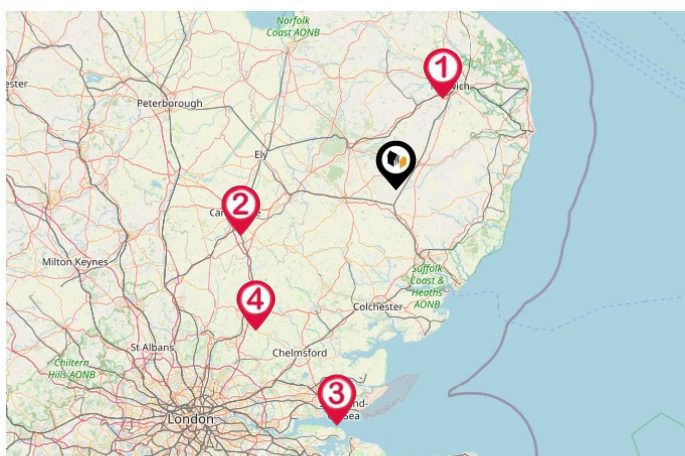 ester
Norfolk
Coast AONB
1
wich
Peterborough
Ely
2
Milton Keynes
4
Suffolk
Coast &
Heaths
AONB
Colchester
St Albans
Chelmsford
Chiltern
Hills AONB
3
London